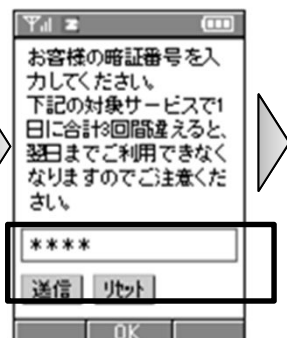 お客様の暗証番号を入
力してください。
下記の対象サービスで1
日に合計3回間違えると、
翌日までご利用できなく
なりますのでご注意くだ
さい。
****
送信 リセット
OK